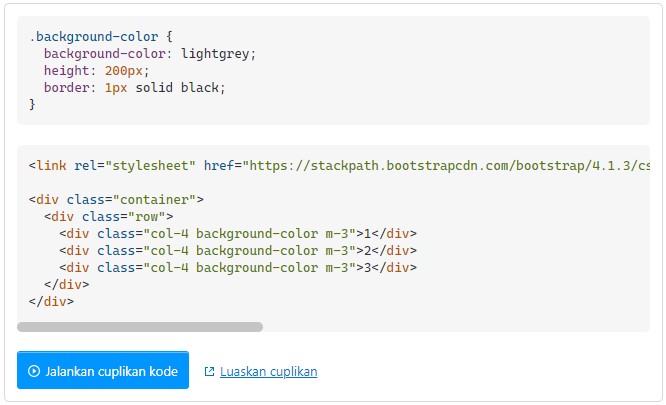 .background-color {
  background-color: lightgrey;
  height: 200px;
  border: 1px solid black;
}
<link rel="stylesheet" href="https://stackpath.bootstrapcdn.com/bootstrap/4.1.3/cs
<div class="container">
  <div class="row">
    <div class="col-4 background-color m-3">1</div>
    <div class="col-4 background-color m-3">2</div>
    <div class="col-4 background-color m-3">3</div>
  </div>
</div>
Jalankan cuplikan kode
Luaskan cuplikan